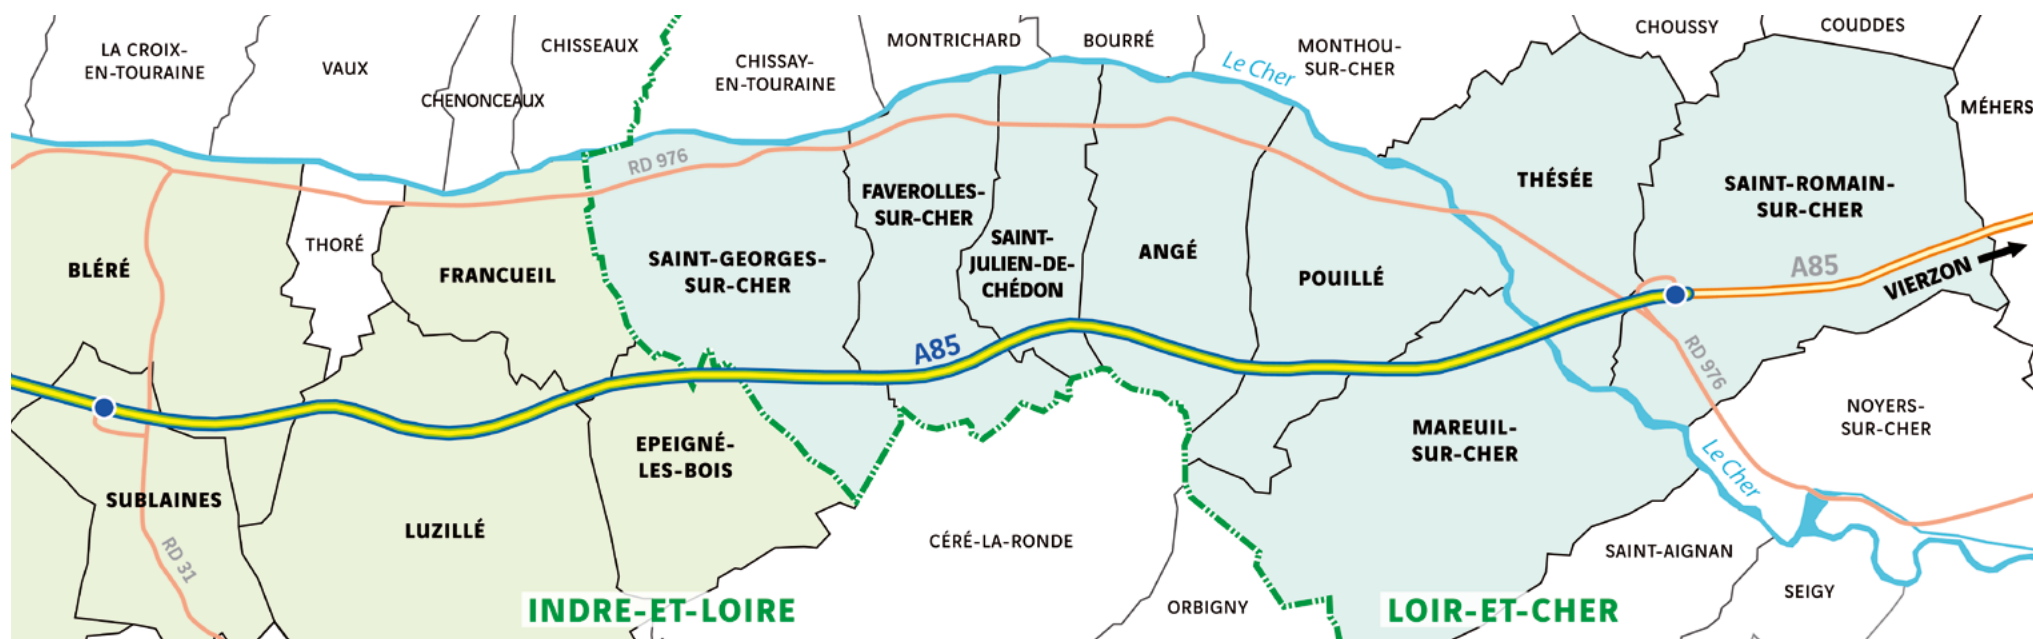 LA CROIX-
EN-TOURAINE
VAUX
CHENONCEAUX
CHISSEAUX
CHISSAY-
EN-TOURAINE
MONTRICHARD
BOURRÉ
Le Cher
MONTHOU-
SUR-CHER
CHOUSSY
COUDDES
MÉHERS
RD 976
THÉSÉE
SAINT-ROMAIN-
SUR-CHER
FAVEROLLES-
SUR-CHER
THORÉ
BLÉRÉ
FRANCUEIL
SAINT-GEORGES-
SUR-CHER
SAINT-
JULIEN-DE-
CHÉDON
ANGÉ
POUILLÉ
A85
VIERZON
A85
RD 976
EPEIGNÉ-
LES-BOIS
MAREUIL-
SUR-CHER
NOYERS-
SUR-CHER
Le Cher
SUBLAINES
LUZILLÉ
RD 31
CÉRÉ-LA-RONDE
SAINT-AIGNAN
SEIGY
ORBIGNY
INDRE-ET-LOIRE
LOIR-ET-CHER